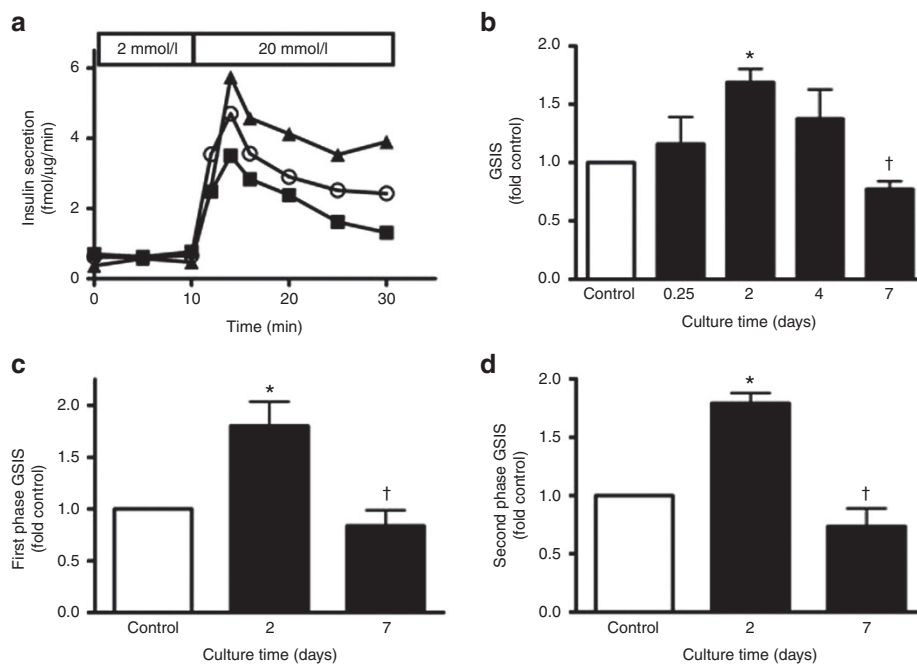 a
2 mmol/l 20 mmol/l
Insulin secretion
(fmol/µg/min)
6
4
2
0
0 10 20 30
Time (min)
b
GSIS
(fold control)
2.0
1.5
1.0
0.5
0.0
*
†
Control 0.25 2 4 7
Culture time (days)
c
First phase GSIS
(fold control)
2.0
1.5
1.0
0.5
0.0
*
†
Control 2 7
Culture time (days)
d
Second phase GSIS
(fold control)
2.0
1.5
1.0
0.5
0.0
*
†
Control 2 7
Culture time (days)